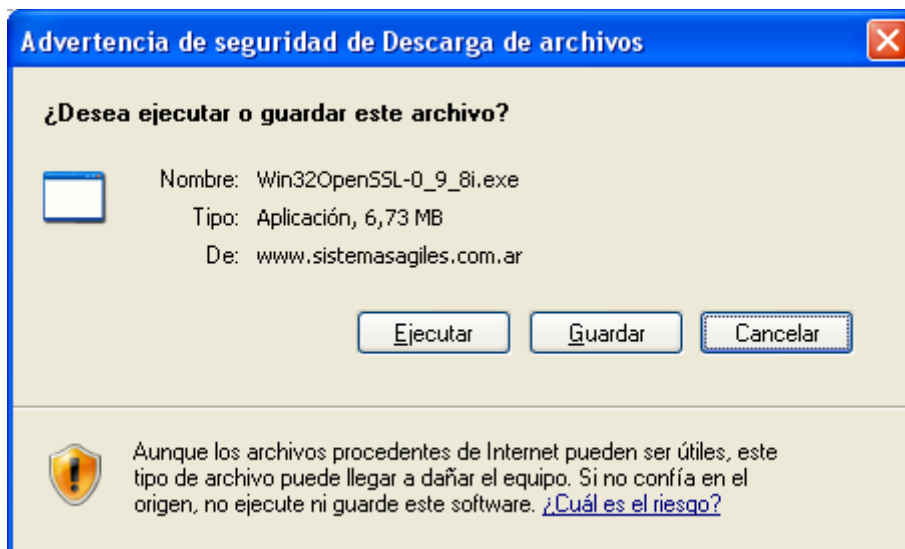 Advertencia de seguridad de Descarga de archivos
¿Desea ejecutar o guardar este archivo?
Nombre: Win32OpenSSL-0_9_8i.exe
Tipo: Aplicación, 6,73 MB
De: www.sistemasagiles.com.ar
Ejecutar Guardar Cancelar
Aunque los archivos procedentes de Internet pueden ser útiles, este
tipo de archivo puede llegar a dañar el equipo. Si no confía en el
origen, no ejecute ni guarde este software. ¿Cuál es el riesgo?